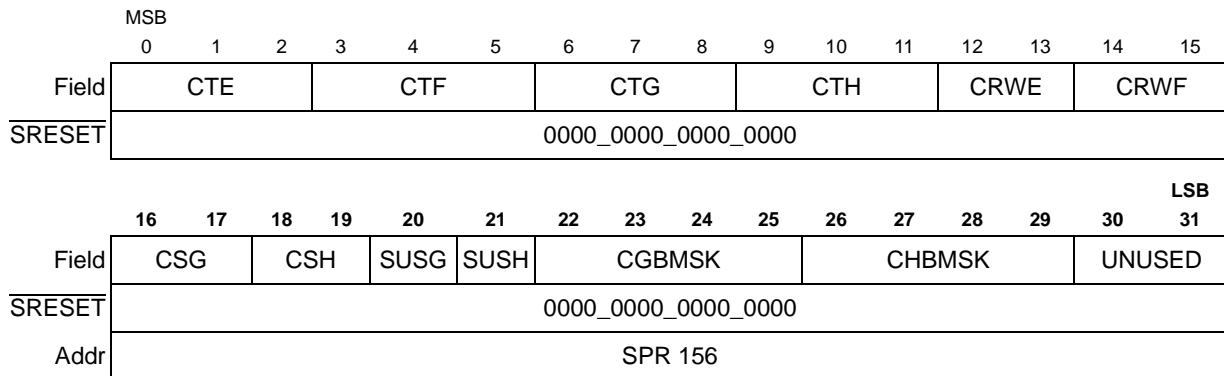 MSB
0 1 2 3 4 5 6 7 8 9 10 11 12 13 14 15
Field CTE CTF CTG CTH CRWE CRWF
SRESET 0000_0000_0000_0000
LSB
16 17 18 19 20 21 22 23 24 25 26 27 28 29 30 31
Field CSG CSH SUSG SUSH CGBMSK CHBMSK UNUSED
SRESET 0000_0000_0000_0000
Addr SPR 156